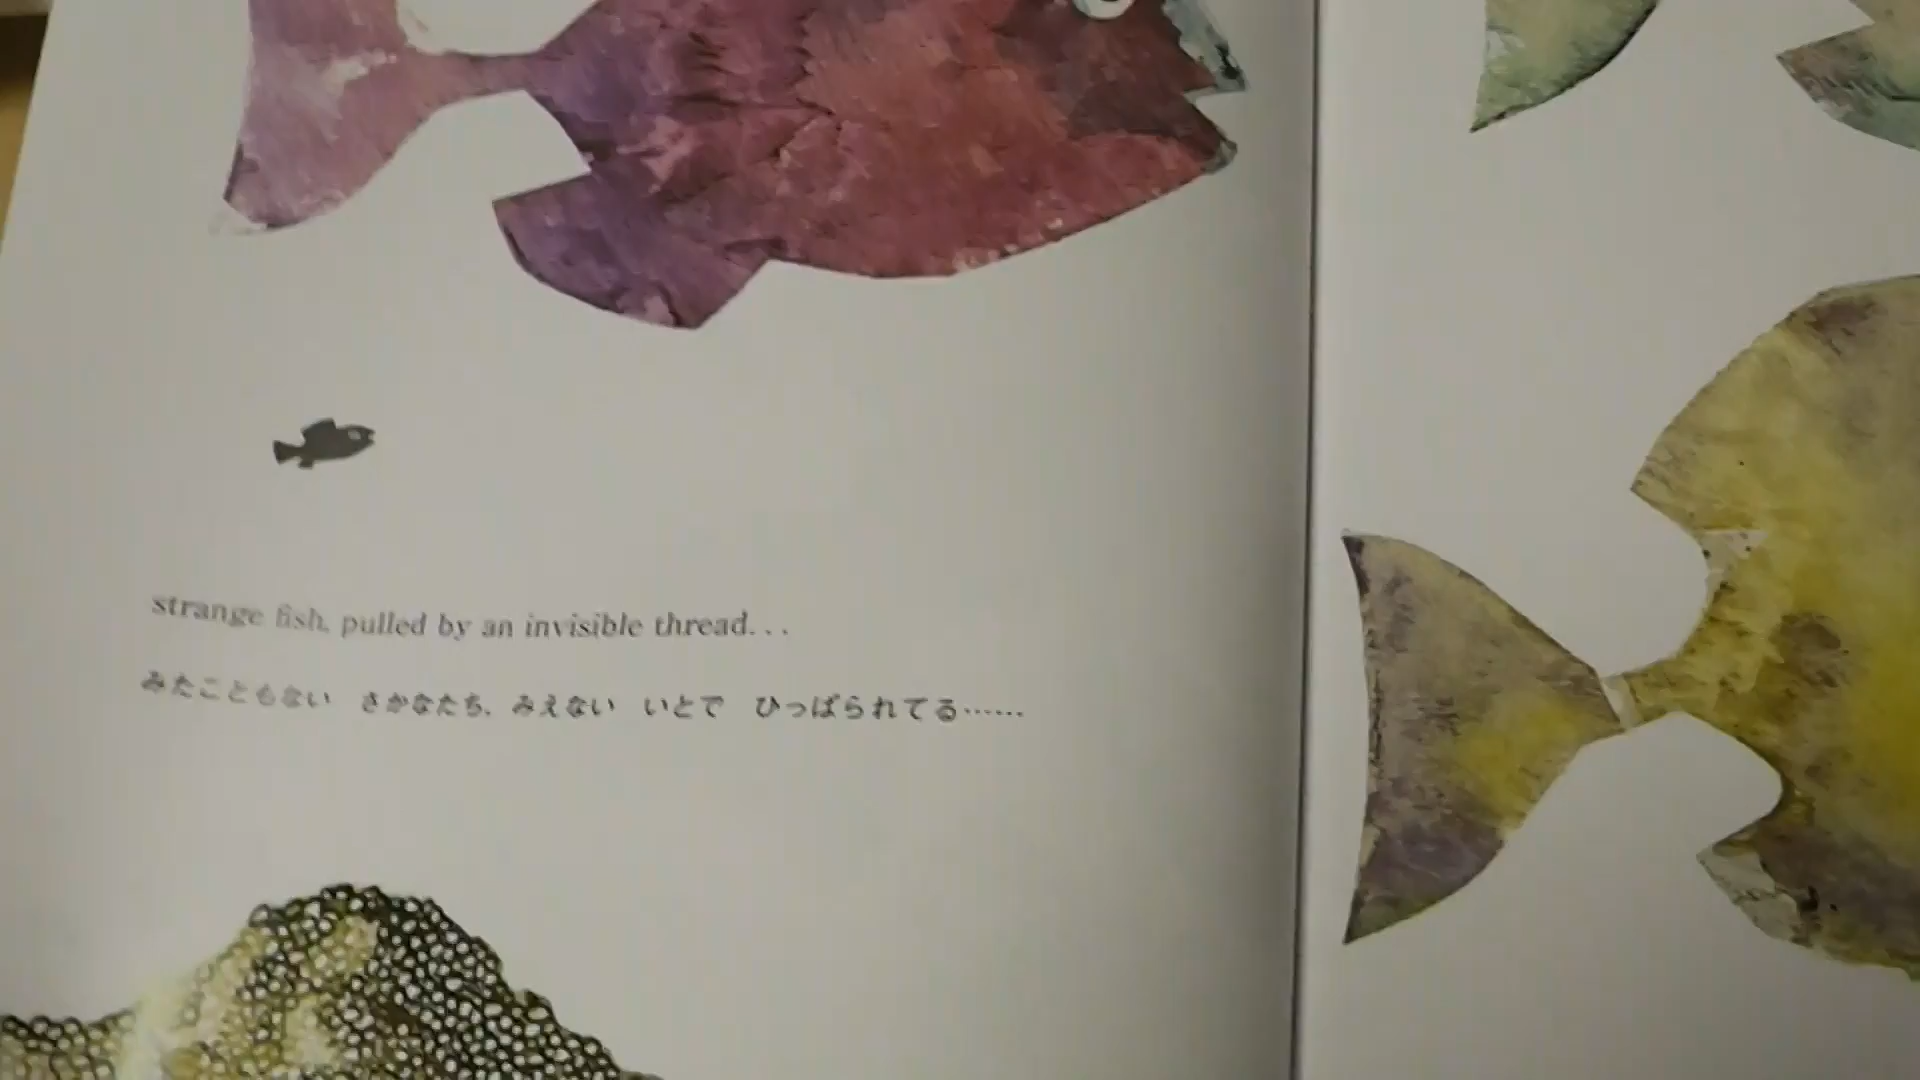 strange fish, pulled by an invisible thread...
みたこともない　さかなたち、みえない　いとで　ひっぱられてる……